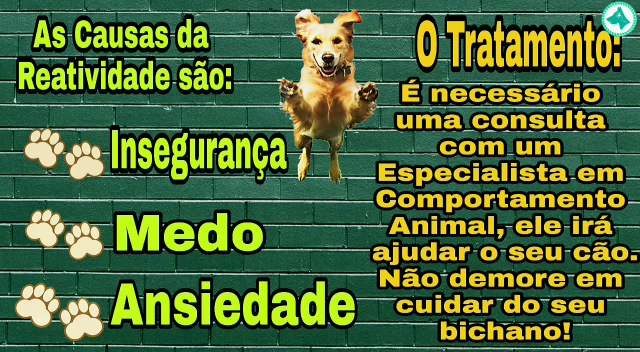 As Causas da
Reatividade são:
Insegurança
Medo
Ansiedade
O Tratamento:
É necessário
uma consulta
com um
Especialista em
Comportamento
Animal, ele irá
ajudar o seu cão.
Não demore em
cuidar do seu
bichano!